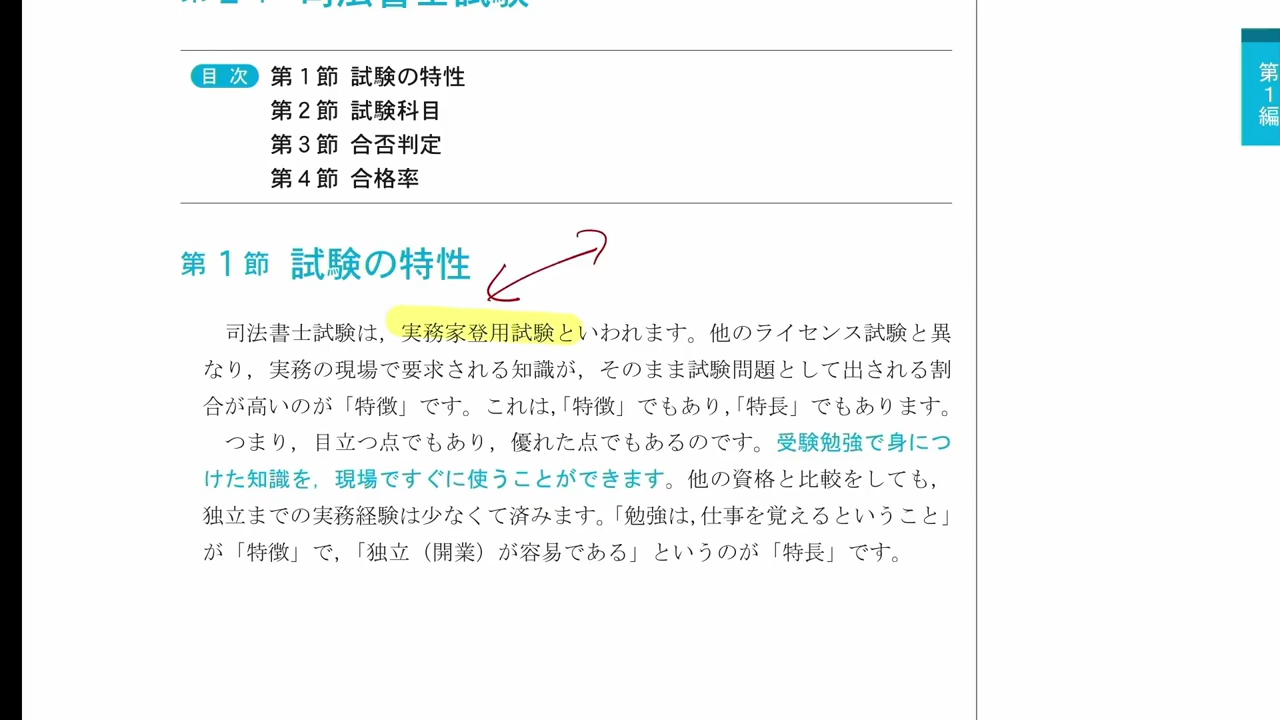 司法書士試験
目 次 第1節 試験の特性
第2節 試験科目
第3節 合否判定
第4節 合格率
第1編
第1節 試験の特性
司法書士試験は，実務家登用試験といわれます。他のライセンス試験と異
なり，実務の現場で要求される知識が，そのまま試験問題として出される割
合が高いのが「特徴」です。これは，「特徴」でもあり，「特長」でもあります。
つまり，目立つ点でもあり，優れた点でもあるのです。受験勉強で身につ
けた知識を，現場ですぐに使うことができます。他の資格と比較をしても，
独立までの実務経験は少なくて済みます。「勉強は，仕事を覚えるということ」
が「特徴」で，「独立（開業）が容易である」というのが「特長」です。